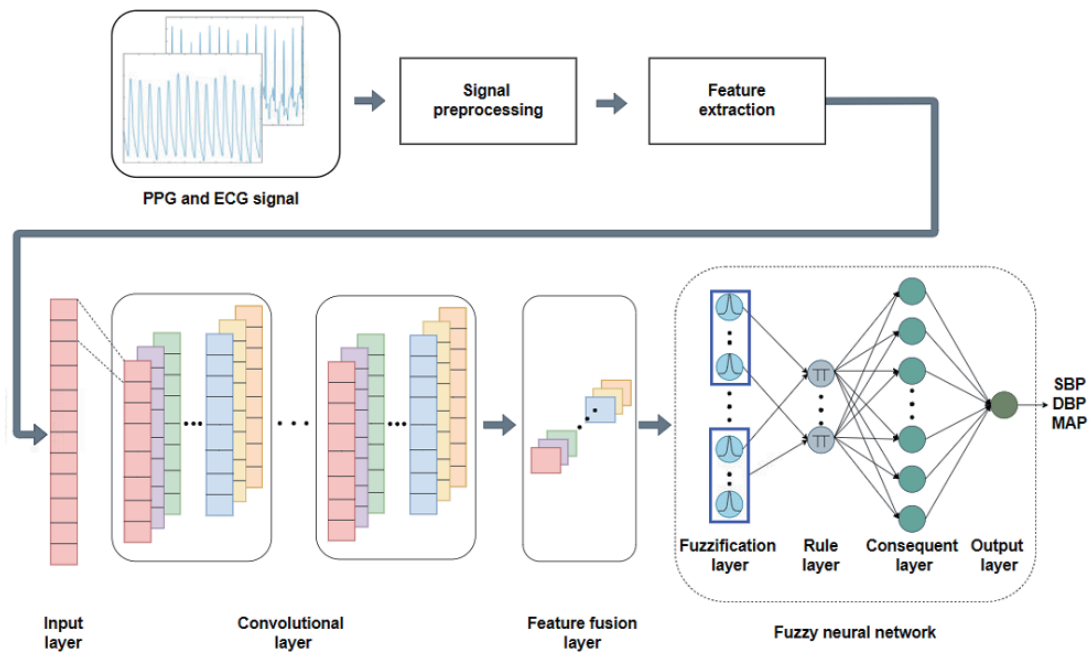 Signal
preprocessing
Feature
extraction
PPG and ECG signal
π
π
SBP
DBP
MAP
Fuzzification
layer
Rule
layer
Consequent
layer
Output
layer
Input
layer
Convolutional
layer
Feature fusion
layer
Fuzzy neural network